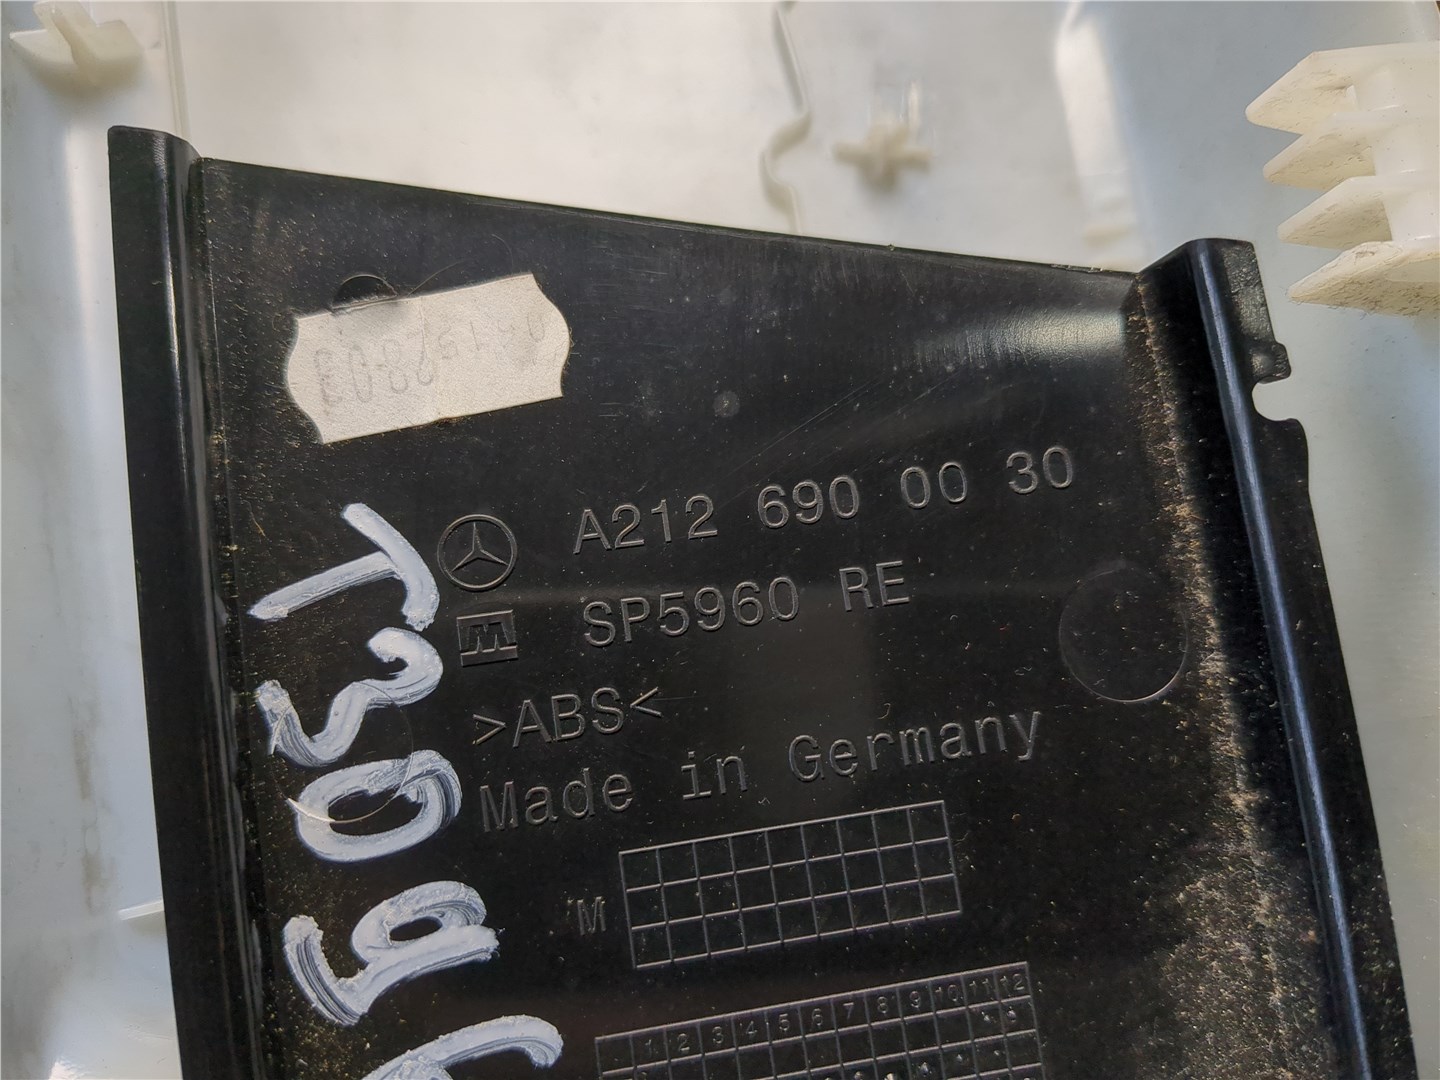 A212 690 00 30
SP5960 RE
>ABS<
Made in Germany
M
1 2 3 4 5 6 7 8 9 10 11 12